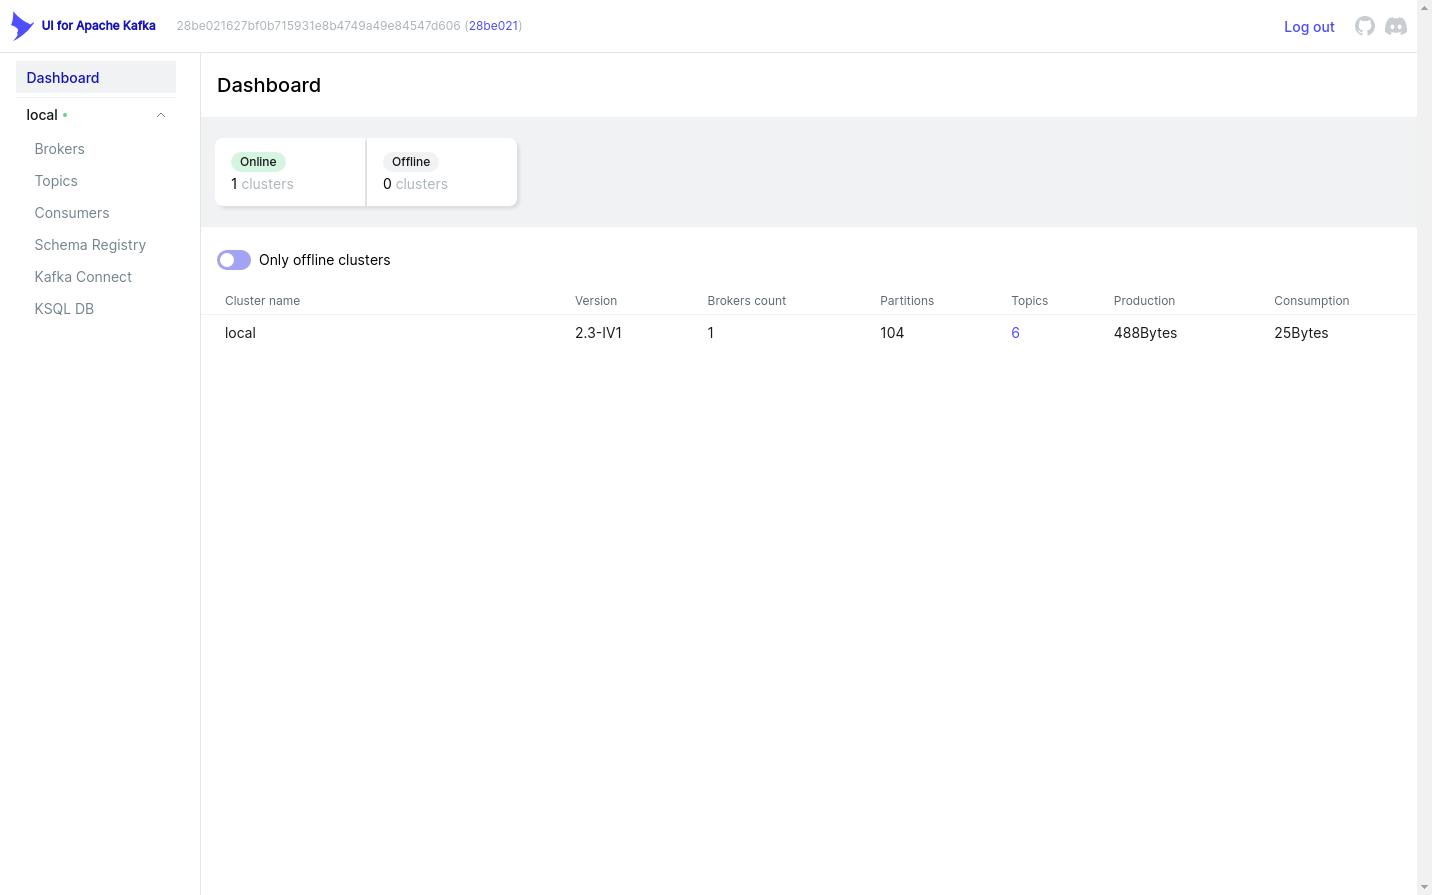 UI for Apache Kafka 28be021627bf0b715931e8b4749a49e84547d606 (28be021) Log out
Dashboard
local
Brokers
Topics
Consumers
Schema Registry
Kafka Connect
KSQL DB
Dashboard
Online Offline
1 clusters 0 clusters
Only offline clusters
Cluster name Version Brokers count Partitions Topics Production Consumption
local 2.3-IV1 1 104 6 488Bytes 25Bytes